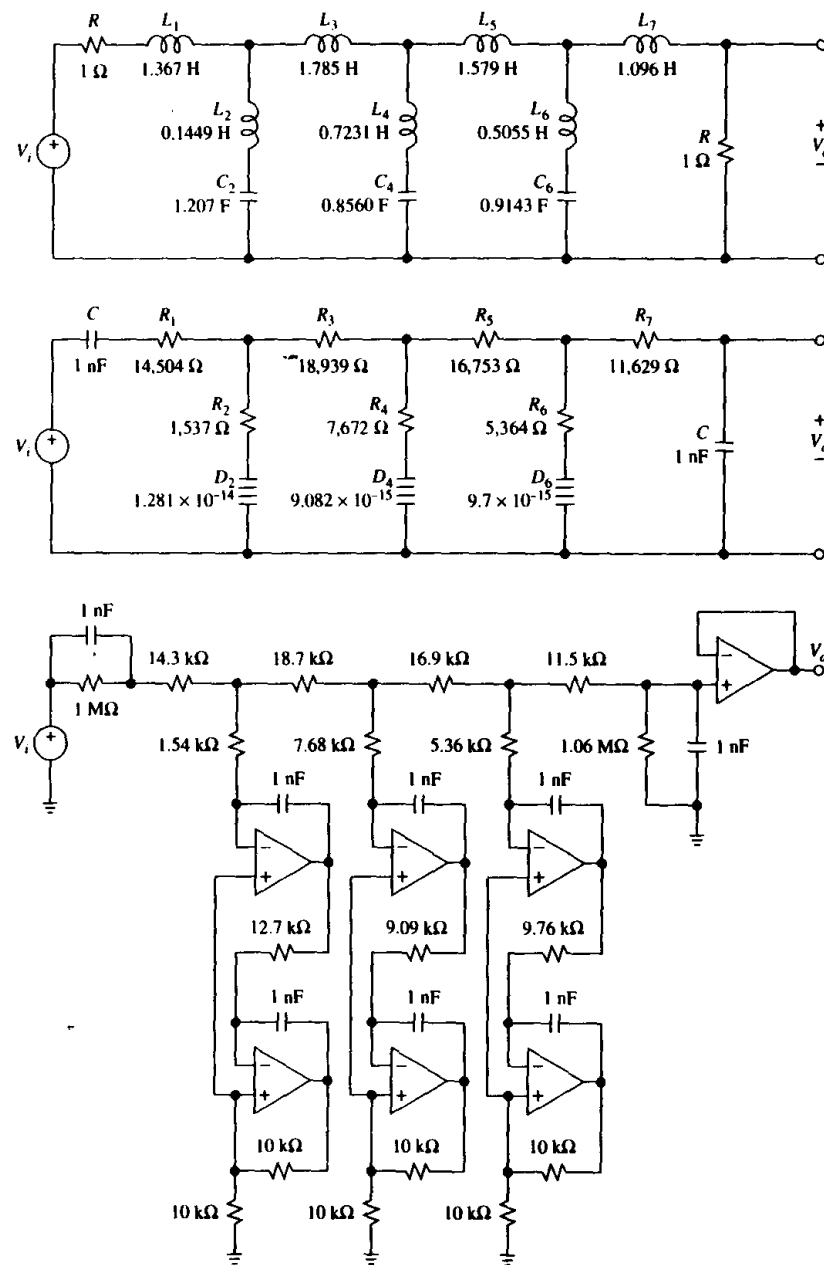 R L₁ L₃ L₅ L₇
1 Ω 1.367 H 1.785 H 1.579 H 1.096 H
L₂ L₄ L₆
0.1449 H 0.7231 H 0.5055 H
R
1 Ω
Vᵢ + + Vₒ −
C₂ C₄ C₆
1.207 F 0.8560 F 0.9143 F
C R₁ R₃ R₅ R₇
1 nF 14,504 Ω 18,939 Ω 16,753 Ω 11,629 Ω
R₂ R₄ R₆
1,537 Ω 7,672 Ω 5,364 Ω
Vᵢ + + Vₒ −
C
1 nF
D₂ D₄ D₆
1.281 × 10⁻¹⁴ 9.082 × 10⁻¹⁵ 9.7 × 10⁻¹⁵
1 nF
14.3 kΩ 18.7 kΩ 16.9 kΩ 11.5 kΩ
− + Vₒ
1 MΩ
Vᵢ +
1.54 kΩ 7.68 kΩ 5.36 kΩ 1.06 MΩ 1 nF
1 nF 1 nF 1 nF
− − −
+ + +
12.7 kΩ 9.09 kΩ 9.76 kΩ
1 nF 1 nF 1 nF
− − −
+ + +
10 kΩ 10 kΩ 10 kΩ
10 kΩ 10 kΩ 10 kΩ